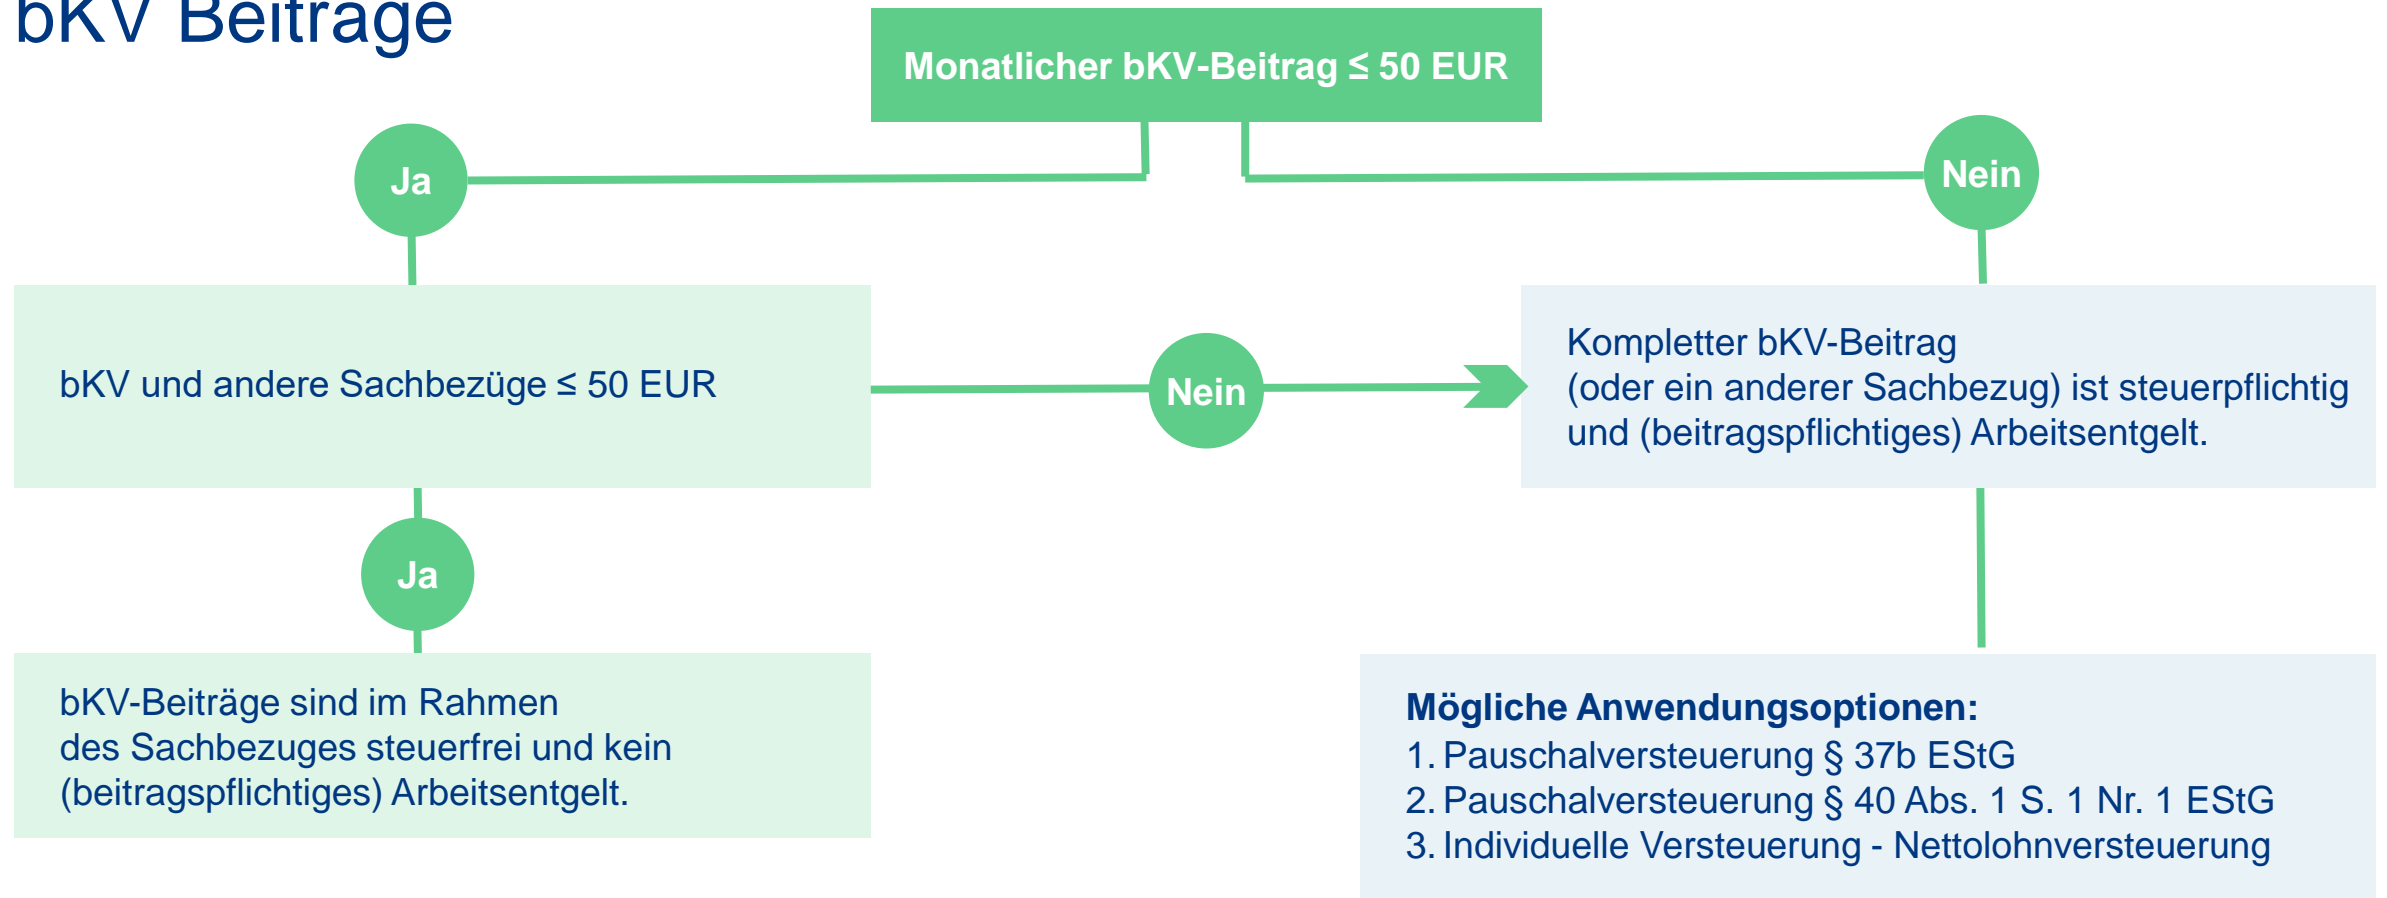 bKV Beiträge
Monatlicher bKV-Beitrag ≤ 50 EUR
Ja
Nein
bKV und andere Sachbezüge ≤ 50 EUR
Nein
Kompletter bKV-Beitrag
(oder ein anderer Sachbezug) ist steuerpflichtig
und (beitragspflichtiges) Arbeitsentgelt.
Ja
bKV-Beiträge sind im Rahmen
des Sachbezuges steuerfrei und kein
(beitragspflichtiges) Arbeitsentgelt.
Mögliche Anwendungsoptionen:
1. Pauschalversteuerung § 37b EStG
2. Pauschalversteuerung § 40 Abs. 1 S. 1 Nr. 1 EStG
3. Individuelle Versteuerung - Nettolohnversteuerung